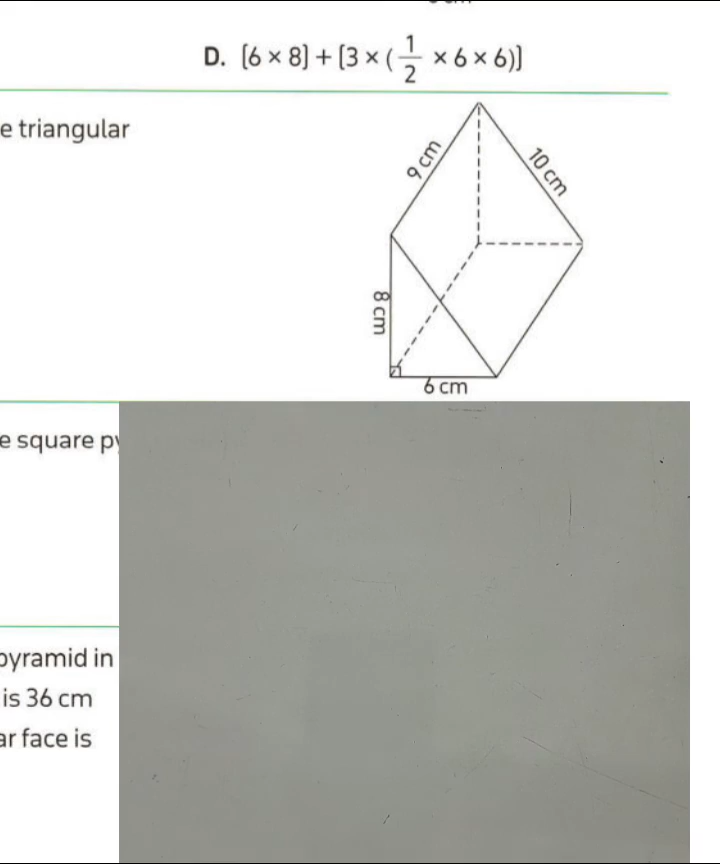 D. [6 × 8] + [3 × ( 1/2 × 6 × 6)]
e triangular
9 cm
10 cm
8 cm
6 cm
e square
pyramid in
is 36 cm
ar face is